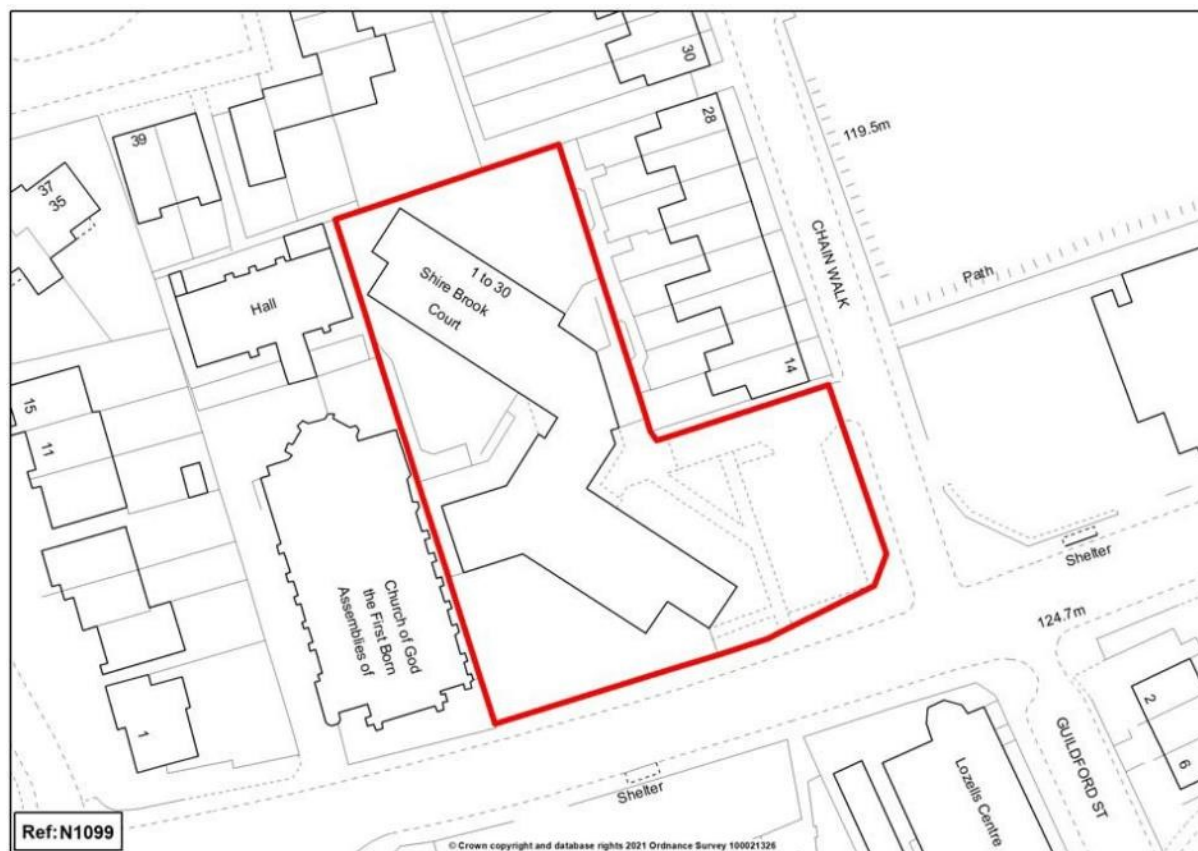 30
28
119.5m
39
37
35
CHAIN WALK
Path
1 to 30
Shire Brook
Court
Hall
14
15
11
Shelter
Church of God
the First Born
Assemblies of
124.7m
1
2
6
GUILDFORD ST
Shelter
Lozells Centre
Ref:N1099
© Crown copyright and database rights 2021 Ordnance Survey 100021326